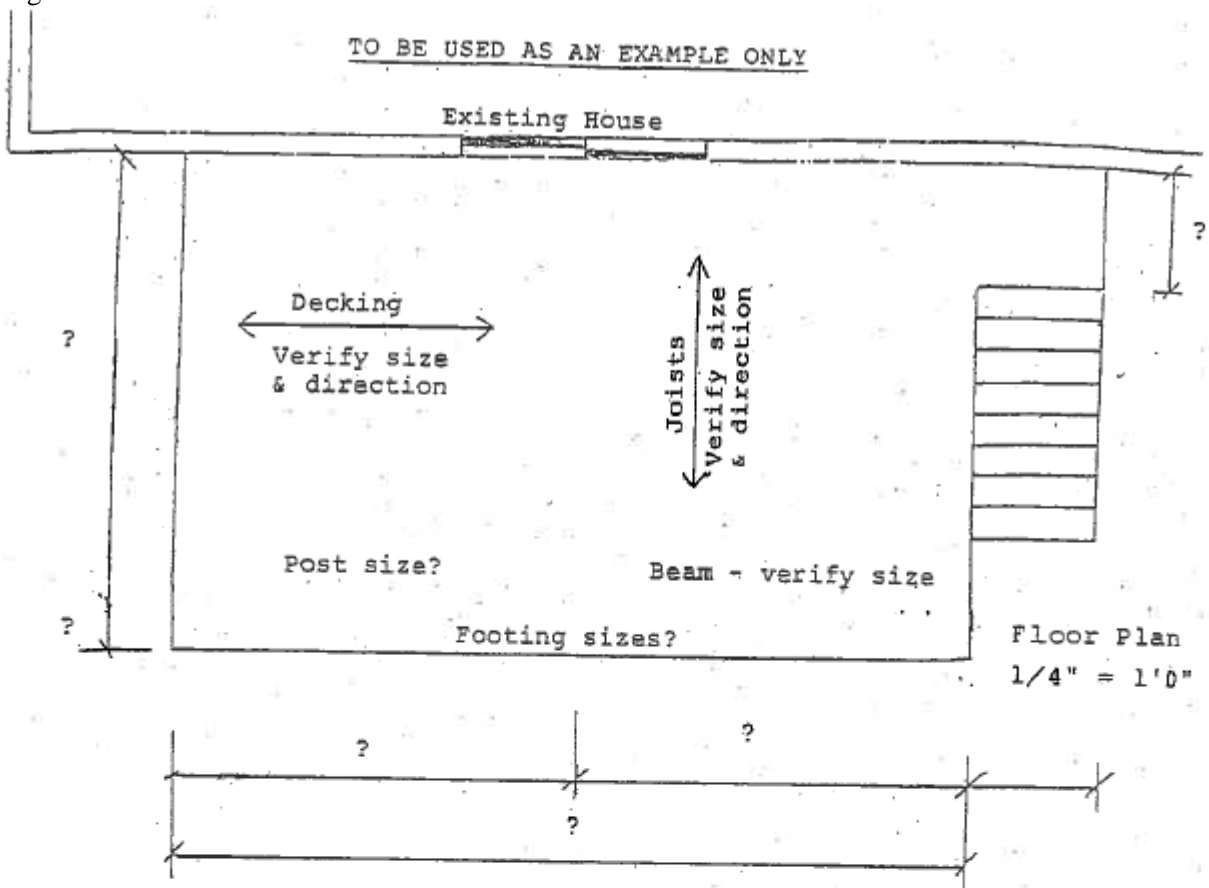 TO BE USED AS AN EXAMPLE ONLY
Existing House
?
Decking
Verify size
& direction
?
Joists
Verify size
& direction
Post size?
Beam - verify size
?
Footing sizes?
Floor Plan
1/4" = 1'0"
?
?
?